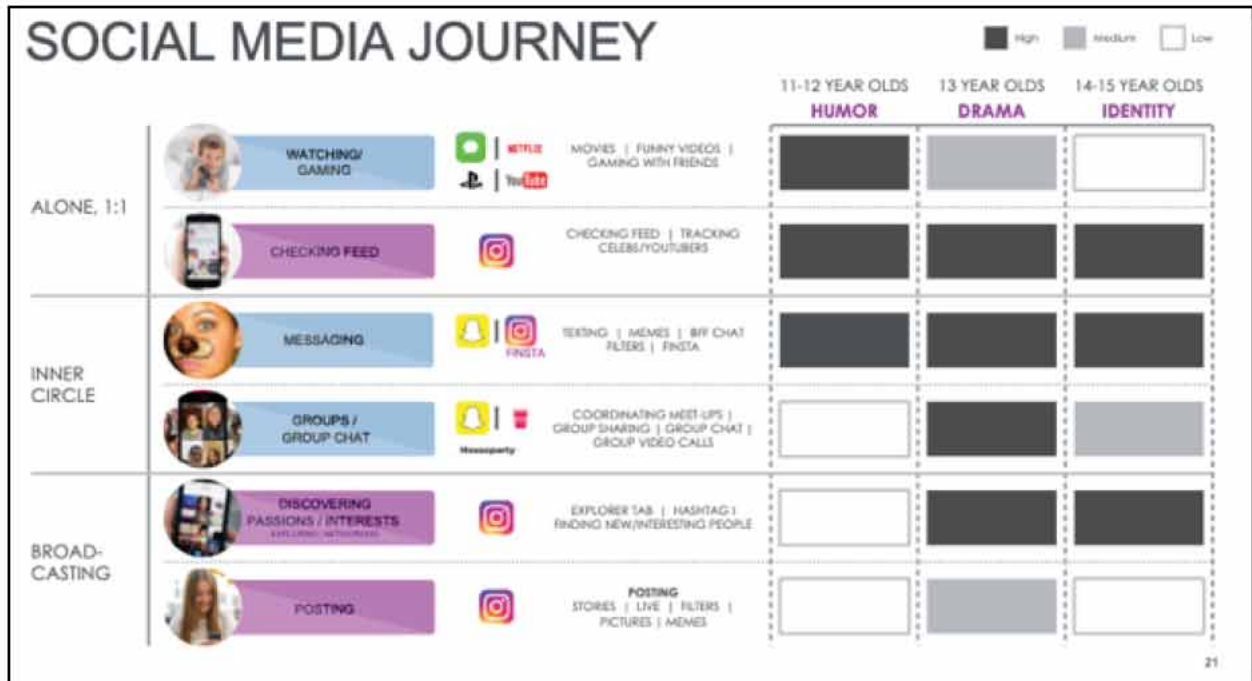 SOCIAL MEDIA JOURNEY
High
Medium
Low
11-12 YEAR OLDS
HUMOR
13 YEAR OLDS
DRAMA
14-15 YEAR OLDS
IDENTITY
ALONE, 1:1
WATCHING/
GAMING
NETFLIX
YouTube
MOVIES | FUNNY VIDEOS |
GAMING WITH FRIENDS
CHECKING FEED
CHECKING FEED | TRACKING
CELEBS/YOUTUBERS
INNER
CIRCLE
MESSAGING
FINSTA
TEXTING | MEMES | BFF CHAT
FILTERS | FINSTA
GROUPS /
GROUP CHAT
Houseparty
COORDINATING MEET-UPS |
GROUP SHARING | GROUP CHAT |
GROUP VIDEO CALLS
BROAD-
CASTING
DISCOVERING
PASSIONS / INTERESTS
EXPLORER TAB | HASHTAG |
FINDING NEW/INTERESTING PEOPLE
POSTING
POSTING
STORIES | LIVE | FILTERS |
PICTURES | MEMES
21